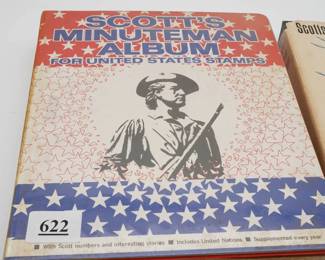 SCOTT'S
MINUTEMAN
ALBUM
FOR UNITED STATES STAMPS
Scott
622
With Scott numbers and interesting stories Includes United Nations Supplemented every year